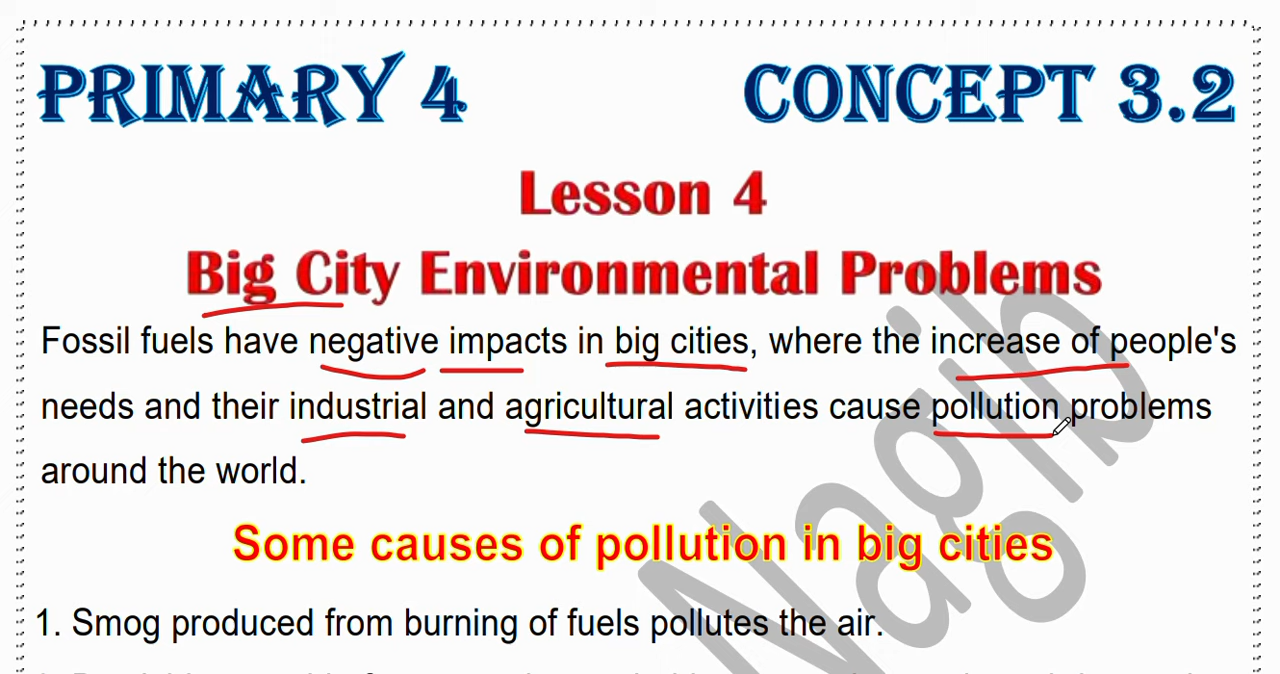 PRIMARY 4 CONCEPT 3.2
Lesson 4
Big City Environmental Problems
Fossil fuels have negative impacts in big cities, where the increase of people's
needs and their industrial and agricultural activities cause pollution problems
around the world.
Some causes of pollution in big cities
1. Smog produced from burning of fuels pollutes the air.